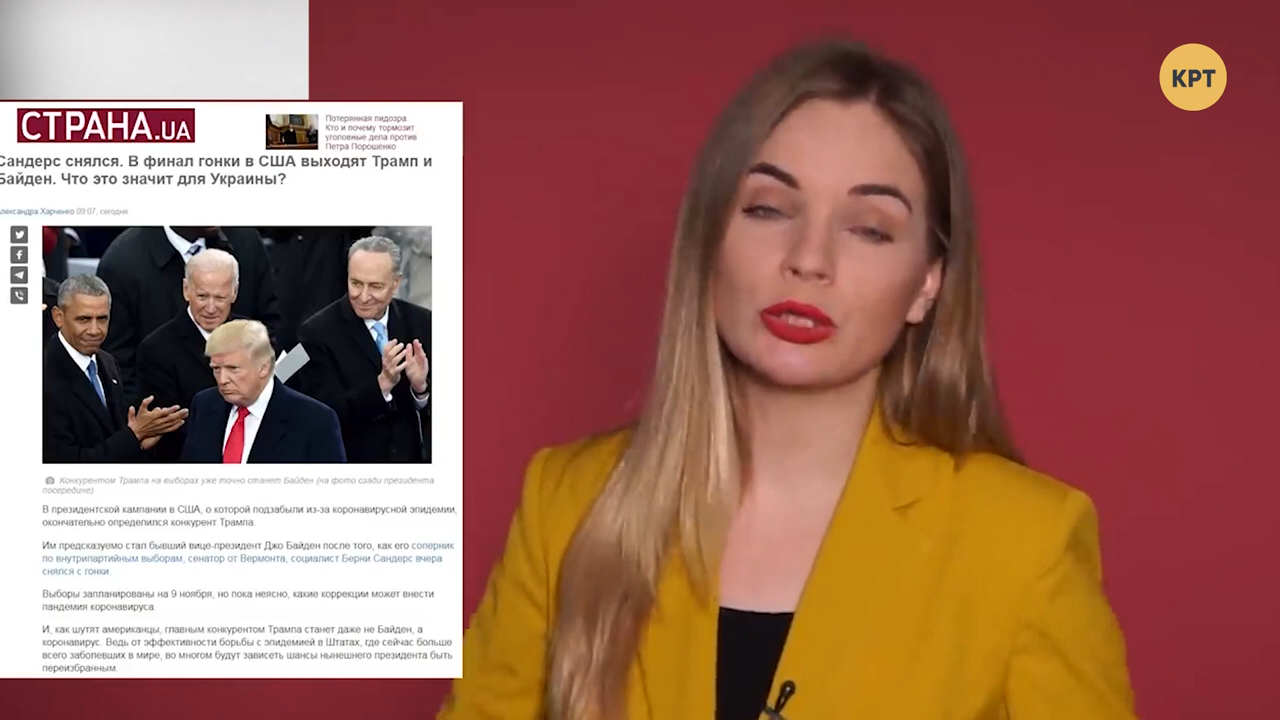 КРТ
СТРАНА.UA
Потерянная пидозра.
Кто и почему тормозит
уголовные дела против
Петра Порошенко
Сандерс снялся. В финал гонки в США выходят Трамп и
Байден. Что это значит для Украины?
лександра Харченко 09:07, сегодня
Конкурентом Трампа на выборах уже точно станет Байден (на фото сзади президента
посередине)
В президентской кампании в США, о которой подзабыли из-за коронавирусной эпидемии,
окончательно определился конкурент Трампа.
Им предсказуемо стал бывший вице-президент Джо Байден после того, как его соперник
по внутрипартийным выборам, сенатор от Вермонта, социалист Берни Сандерс вчера
снялся с гонки.
Выборы запланированы на 9 ноября, но пока неясно, какие коррекции может внести
пандемия коронавируса.
И, как шутят американцы, главным конкурентом Трампа станет даже не Байден, а
коронавирус. Ведь от эффективности борьбы с эпидемией в Штатах, где сейчас больше
всего заболевших в мире, во многом будут зависеть шансы нынешнего президента быть
переизбранным.